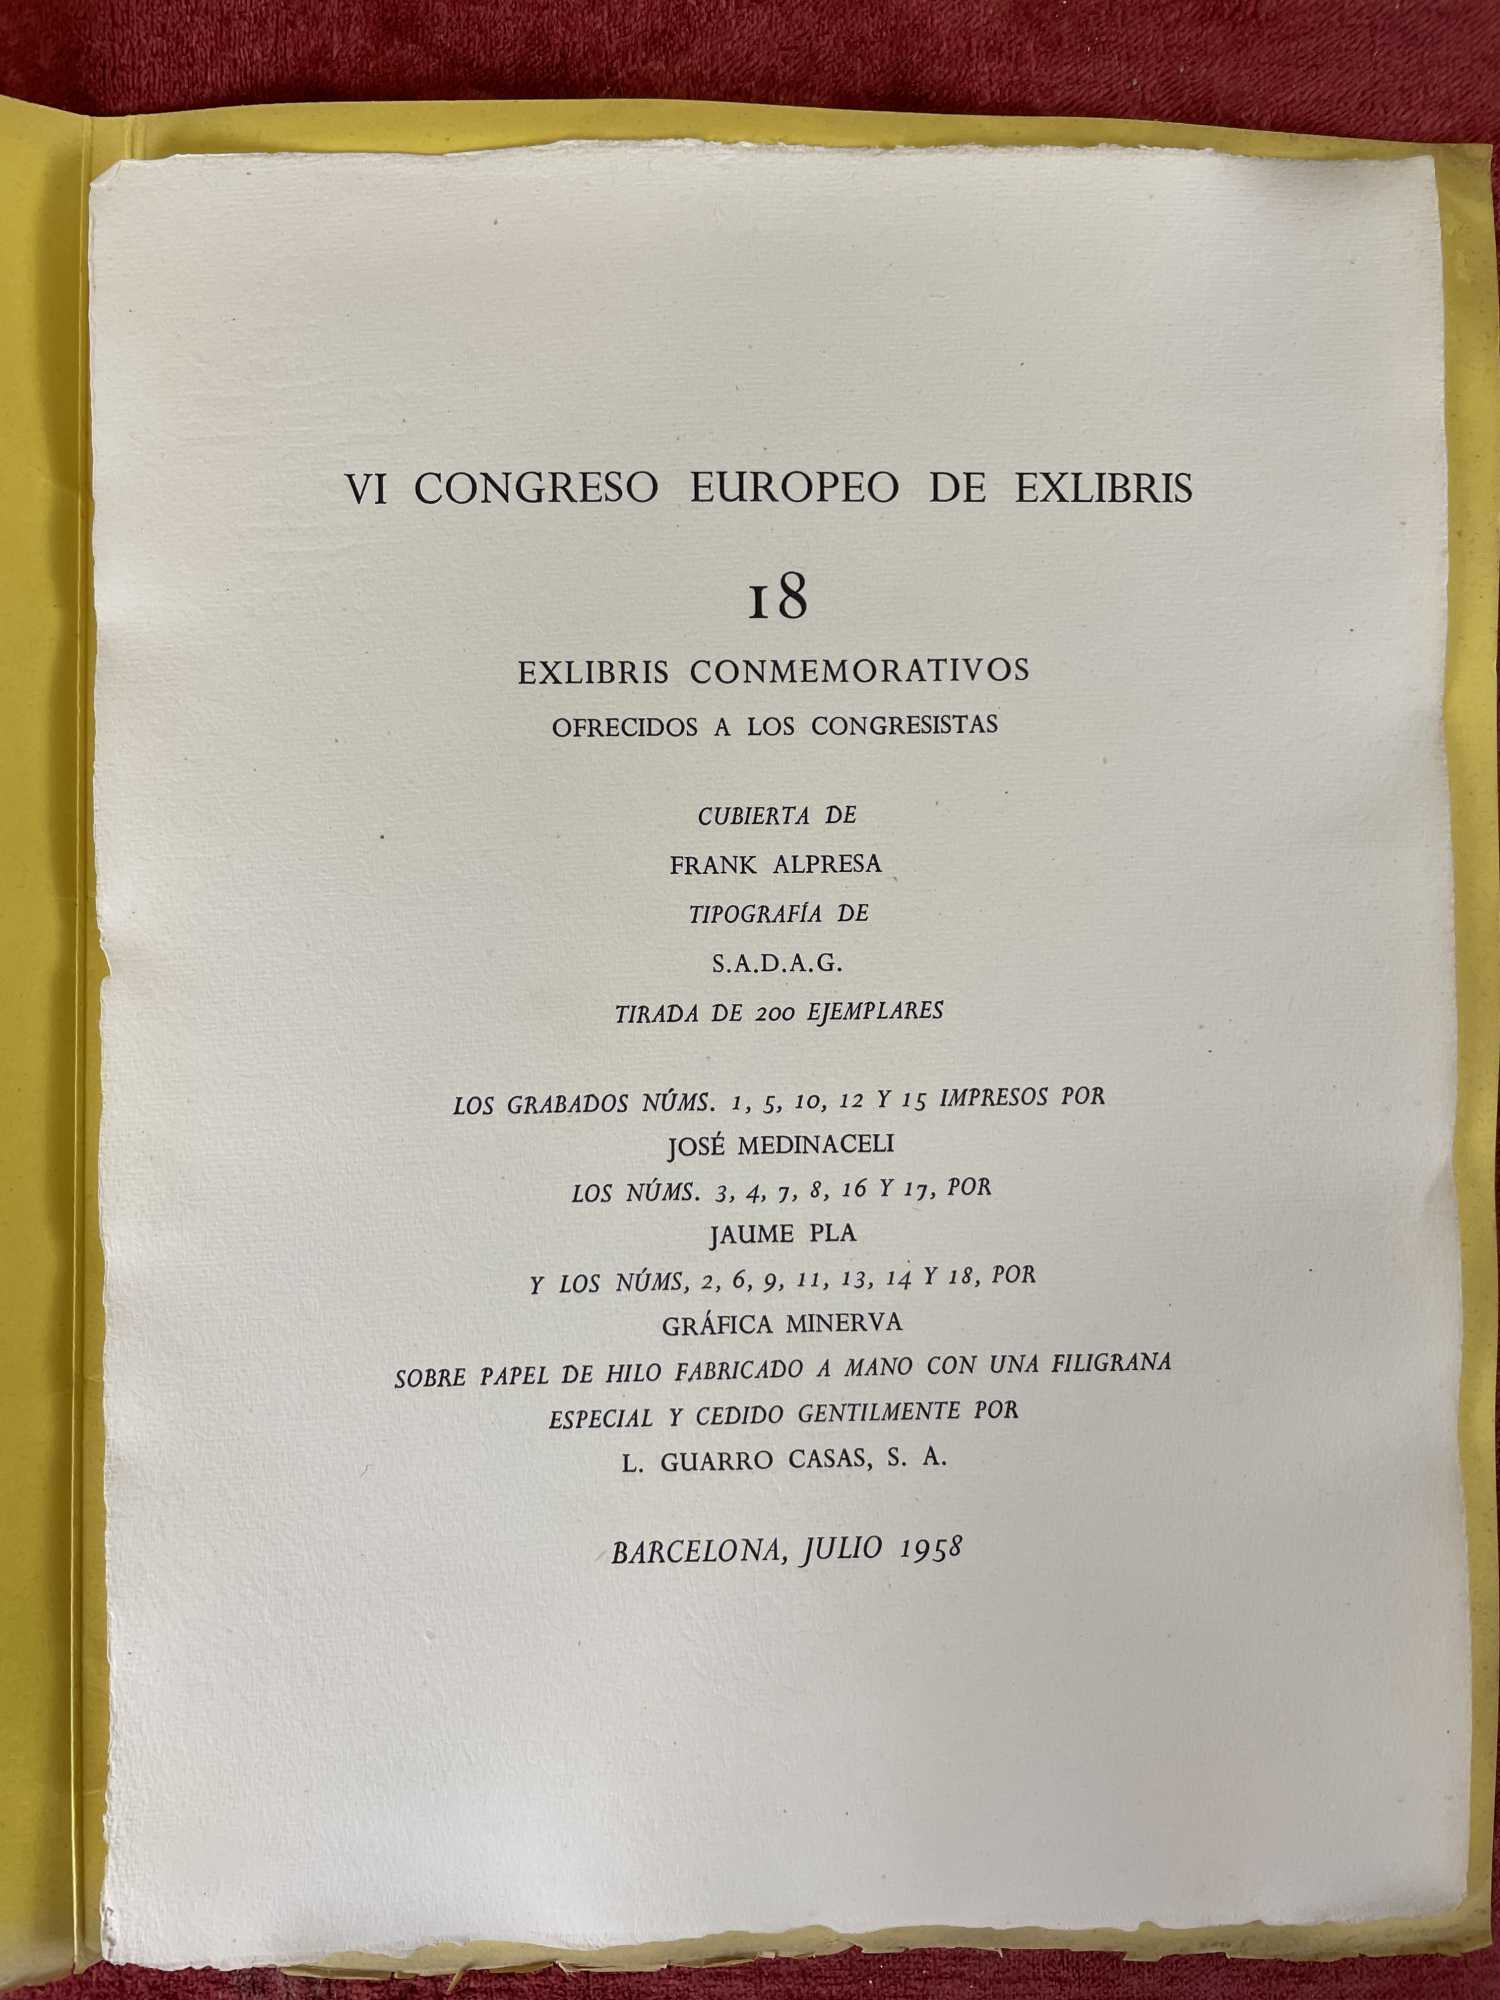 VI CONGRESO EUROPEO DE EXLIBRIS
18
EXLIBRIS CONMEMORATIVOS
OFRECIDOS A LOS CONGRESISTAS
CUBIERTA DE
FRANK ALPRESA
TIPOGRAFÍA DE
S.A.D.A.G.
TIRADA DE 200 EJEMPLARES
LOS GRABADOS NÚMS. 1, 5, 10, 12 Y 15 IMPRESOS POR
JOSÉ MEDINACELI
LOS NÚMS. 3, 4, 7, 8, 16 Y 17, POR
JAUME PLA
Y LOS NÚMS, 2, 6, 9, 11, 13, 14 Y 18, POR
GRÁFICA MINERVA
SOBRE PAPEL DE HILO FABRICADO A MANO CON UNA FILIGRANA
ESPECIAL Y CEDIDO GENTILMENTE POR
L. GUARRO CASAS, S. A.
BARCELONA, JULIO 1958